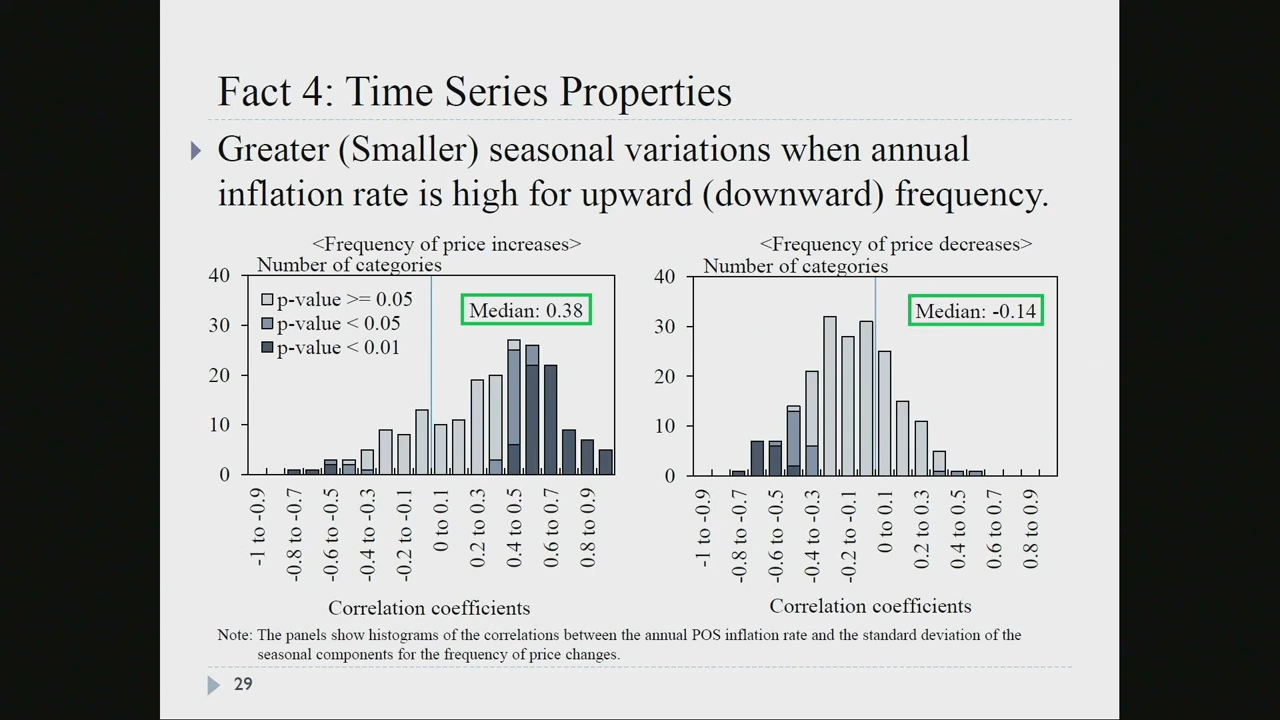 Fact 4: Time Series Properties
Greater (Smaller) seasonal variations when annual
inflation rate is high for upward (downward) frequency.
<Frequency of price increases>
Number of categories
40
30
20
10
0
p-value >= 0.05
p-value < 0.05
p-value < 0.01
Median: 0.38
-1 to -0.9
-0.8 to -0.7
-0.6 to -0.5
-0.4 to -0.3
-0.2 to -0.1
0 to 0.1
0.2 to 0.3
0.4 to 0.5
0.6 to 0.7
0.8 to 0.9
Correlation coefficients
<Frequency of price decreases>
Number of categories
40
30
20
10
0
Median: -0.14
-1 to -0.9
-0.8 to -0.7
-0.6 to -0.5
-0.4 to -0.3
-0.2 to -0.1
0 to 0.1
0.2 to 0.3
0.4 to 0.5
0.6 to 0.7
0.8 to 0.9
Correlation coefficients
Note: The panels show histograms of the correlations between the annual POS inflation rate and the standard deviation of the
seasonal components for the frequency of price changes.
29